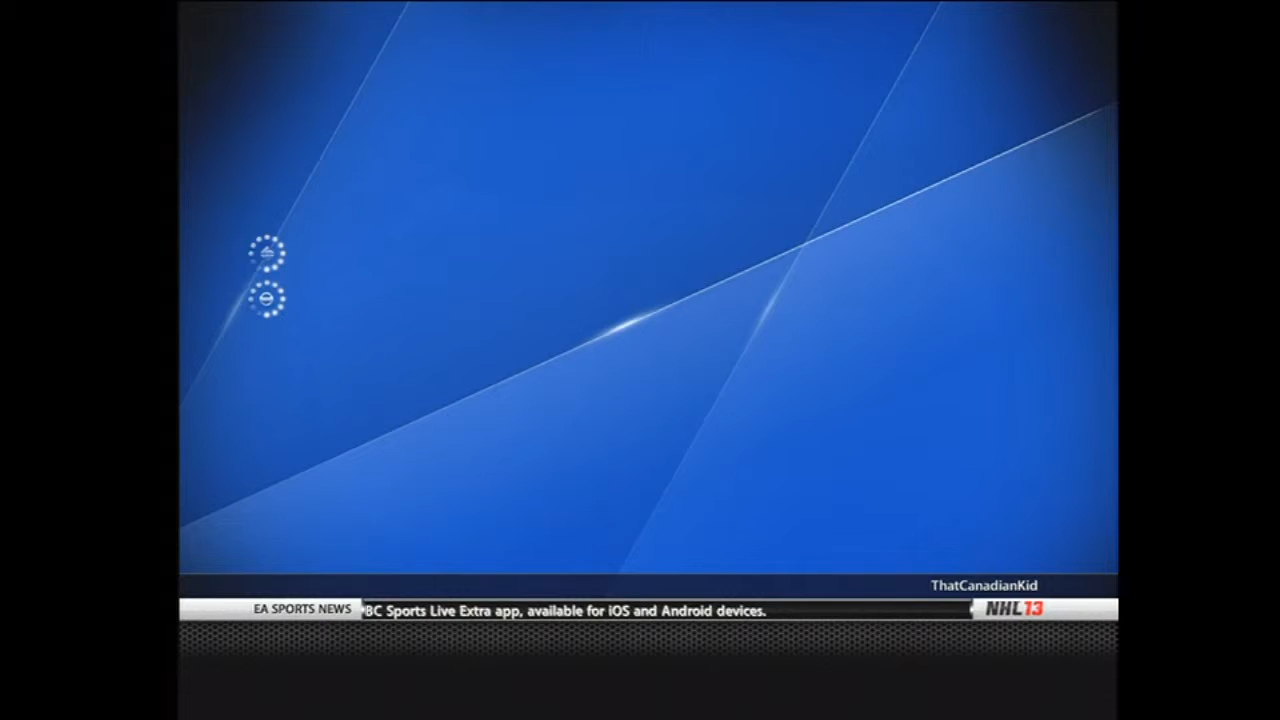 ThatCanadianKid
EA SPORTS NEWS
BC Sports Live Extra app, available for iOS and Android devices.
NHL13